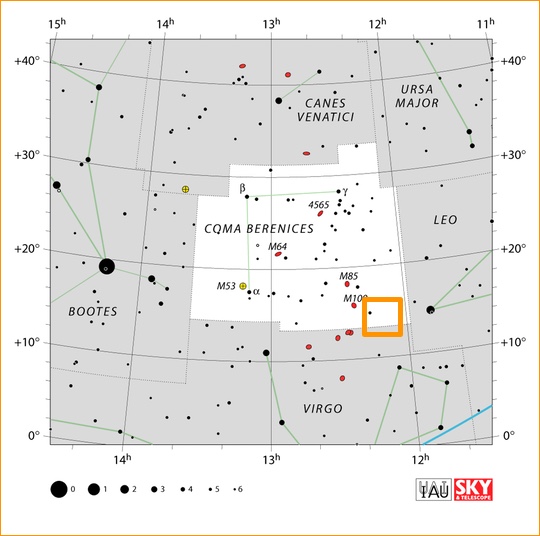 15h 14h 13h 12h 11h
+40° +40°
URSA
MAJOR
CANES
VENATICI
+30° +30°
β γ
4565
LEO
COMA BERENICES
+20° M64 +20°
M85
M53 α
M100
BOOTES
+10° +10°
VIRGO
0° 0°
14h 13h 12h
0 1 2 3 4 5 6
IAU SKY
& TELESCOPE